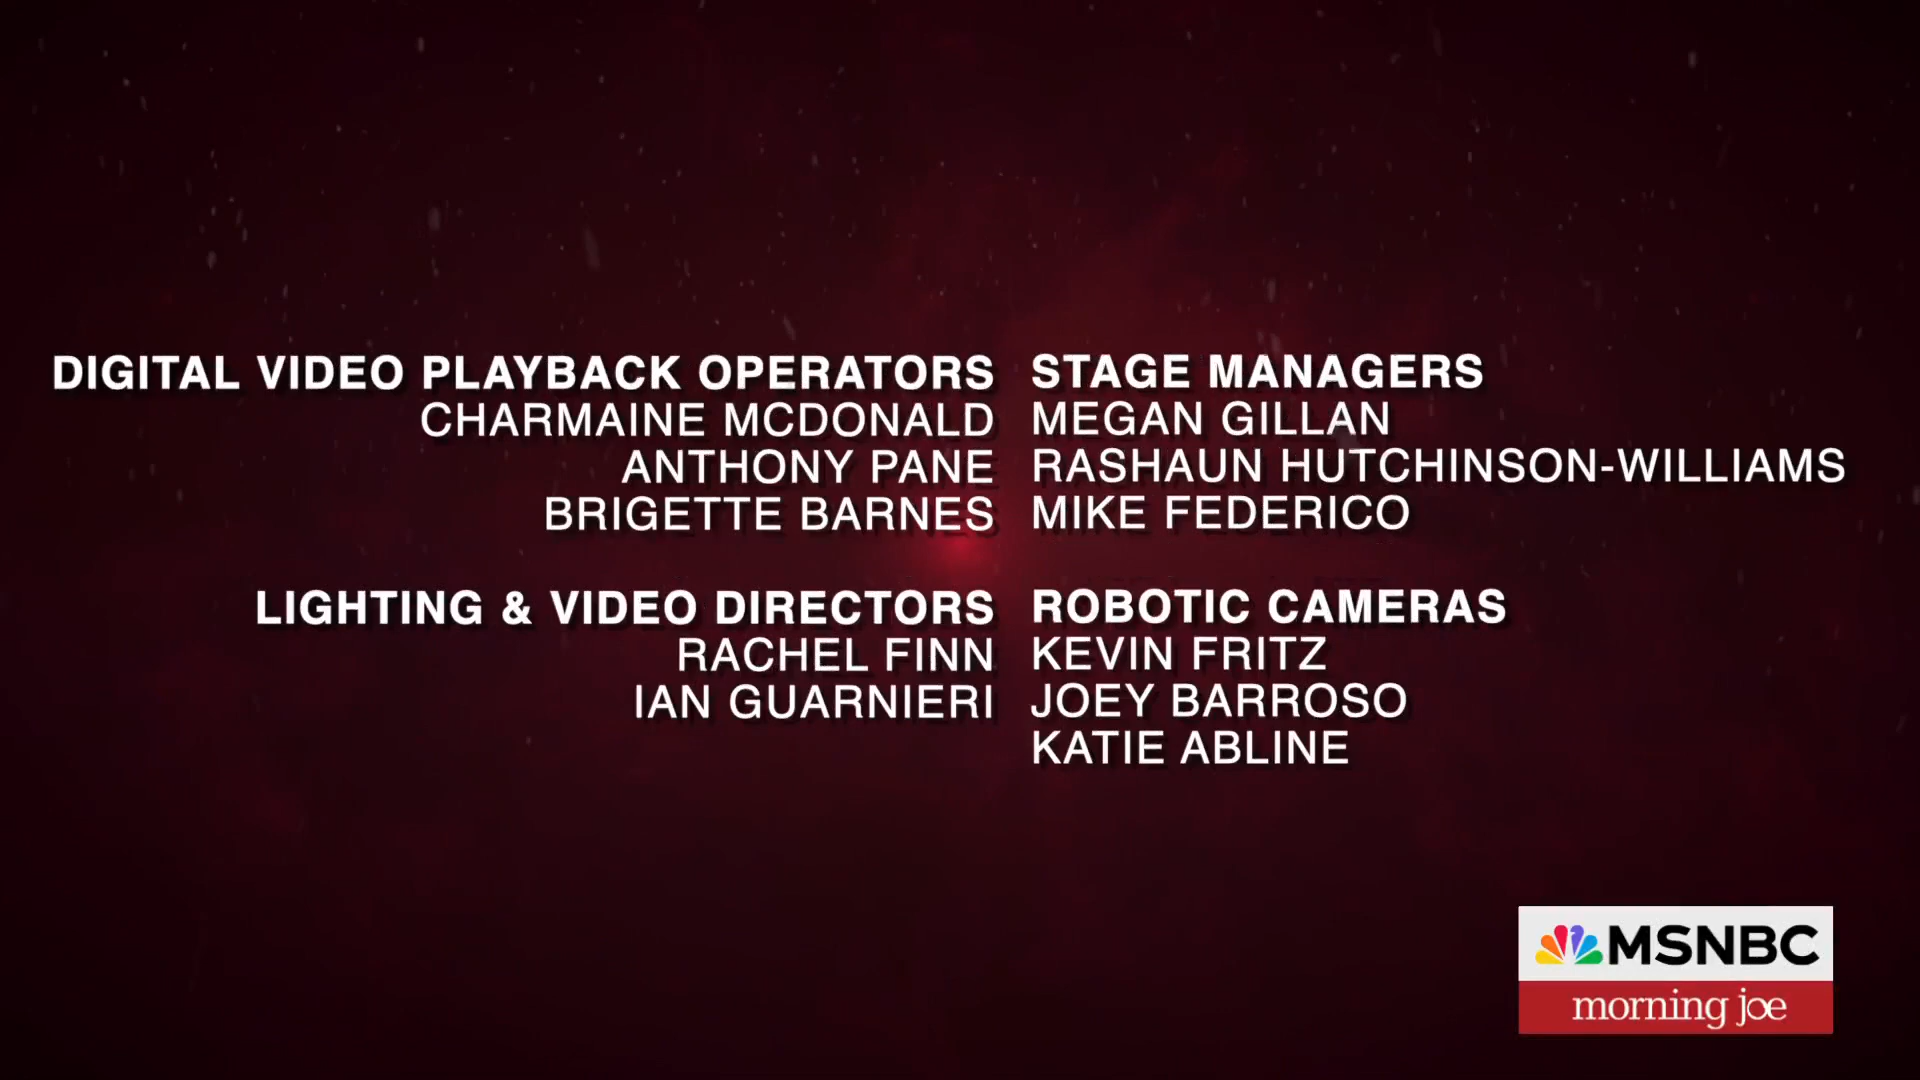 DIGITAL VIDEO PLAYBACK OPERATORS
CHARMAINE MCDONALD
ANTHONY PANE
BRIGETTE BARNES
STAGE MANAGERS
MEGAN GILLAN
RASHAUN HUTCHINSON-WILLIAMS
MIKE FEDERICO
LIGHTING & VIDEO DIRECTORS
RACHEL FINN
IAN GUARNIERI
ROBOTIC CAMERAS
KEVIN FRITZ
JOEY BARROSO
KATIE ABLINE
MSNBC
morning joe